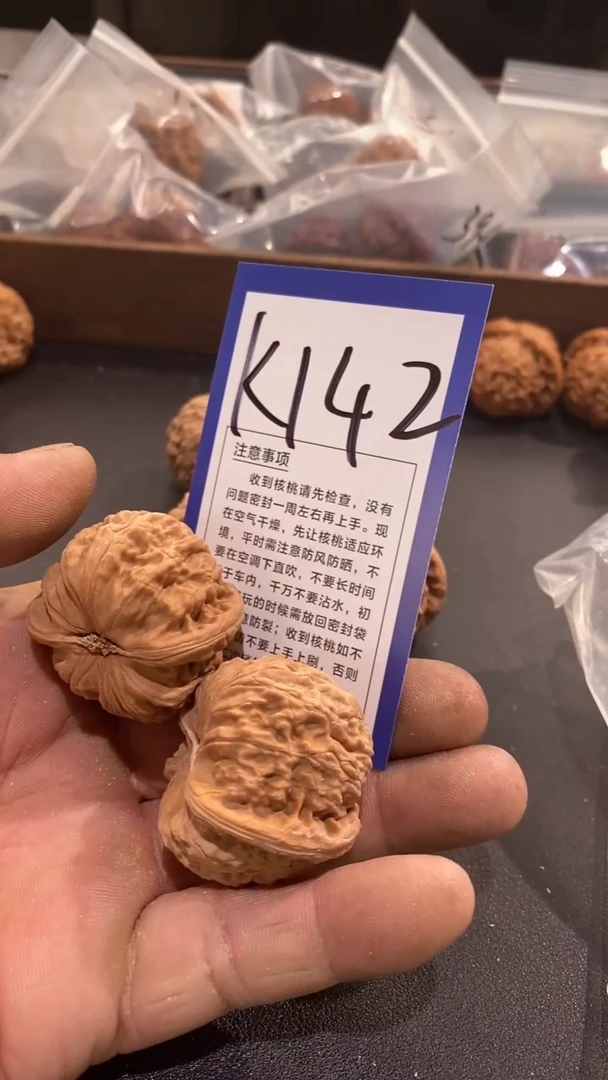 K142
注意事项
收到核桃请先检查，没有
问题密封一周左右再上手。现
在空气干燥，先让核桃适应环
境，平时需注意防风防晒，不
要在空调下直吹，不要长时间
于车内，千万不要沾水，初
玩的时候需放回密封袋
意防裂；收到核桃如不
不要上手上刷，否则